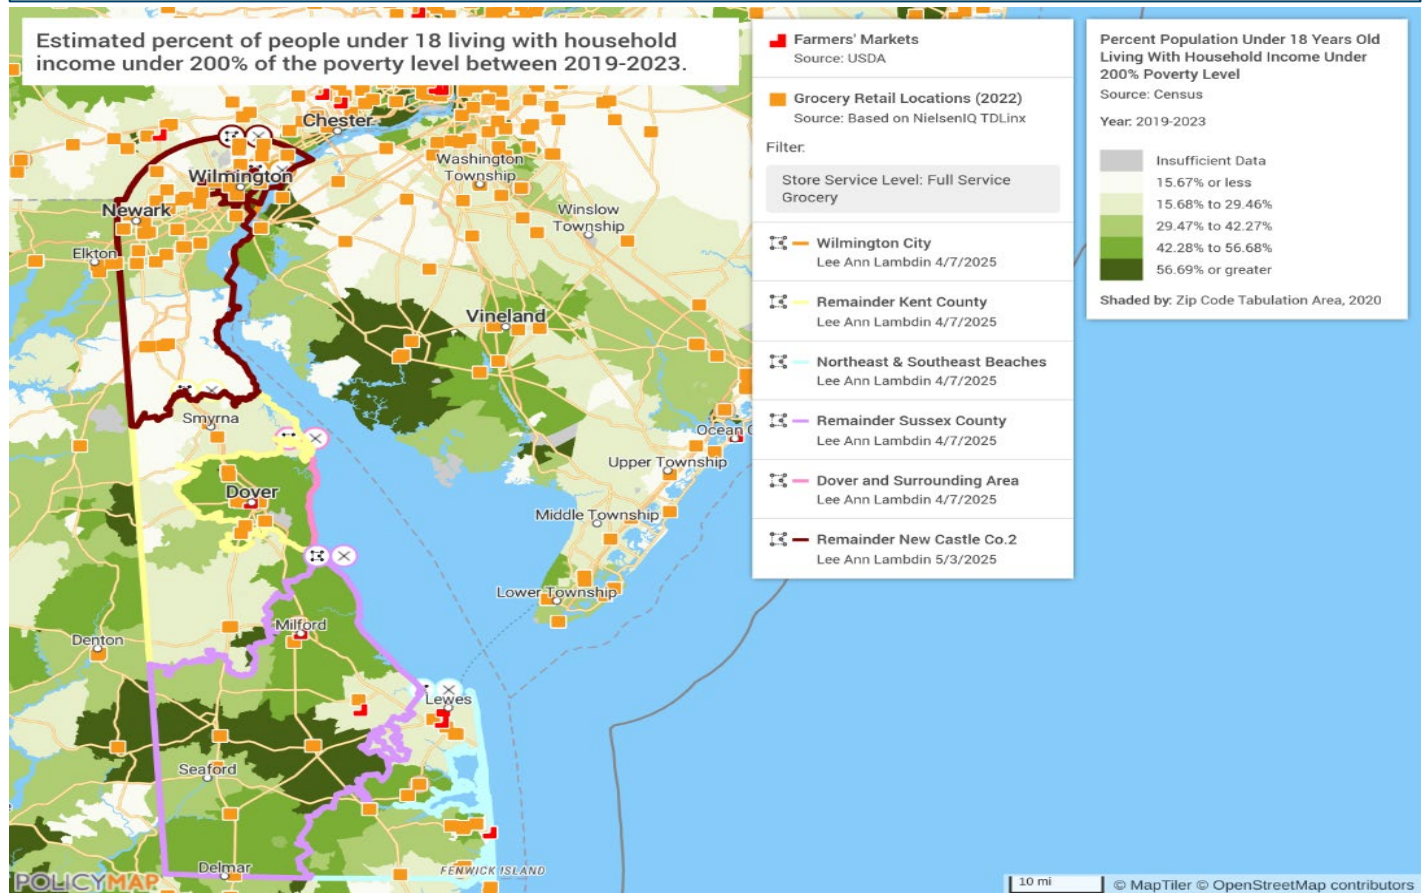 Estimated percent of people under 18 living with household
income under 200% of the poverty level between 2019-2023.
Farmers' Markets
Source: USDA
Grocery Retail Locations (2022)
Source: Based on NielsenIQ TDLinx
Filter:
Store Service Level: Full Service
Grocery
Wilmington City
Lee Ann Lambdin 4/7/2025
Remainder Kent County
Lee Ann Lambdin 4/7/2025
Northeast & Southeast Beaches
Lee Ann Lambdin 4/7/2025
Remainder Sussex County
Lee Ann Lambdin 4/7/2025
Dover and Surrounding Area
Lee Ann Lambdin 4/7/2025
Remainder New Castle Co.2
Lee Ann Lambdin 5/3/2025
Percent Population Under 18 Years Old
Living With Household Income Under
200% Poverty Level
Source: Census
Year: 2019-2023
Insufficient Data
15.67% or less
15.68% to 29.46%
29.47% to 42.27%
42.28% to 56.68%
56.69% or greater
Shaded by: Zip Code Tabulation Area, 2020
Chester
Washington
Township
Wilmington
Newark
Winslow
Township
Elkton
Vineland
Smyrna
Ocean C
Upper Township
Dover
Middle Township
Lower Township
Milford
Denton
Lewes
Seaford
Delmar
FENWICK ISLAND
POLICYMAP
10 mi
© MapTiler © OpenStreetMap contributors